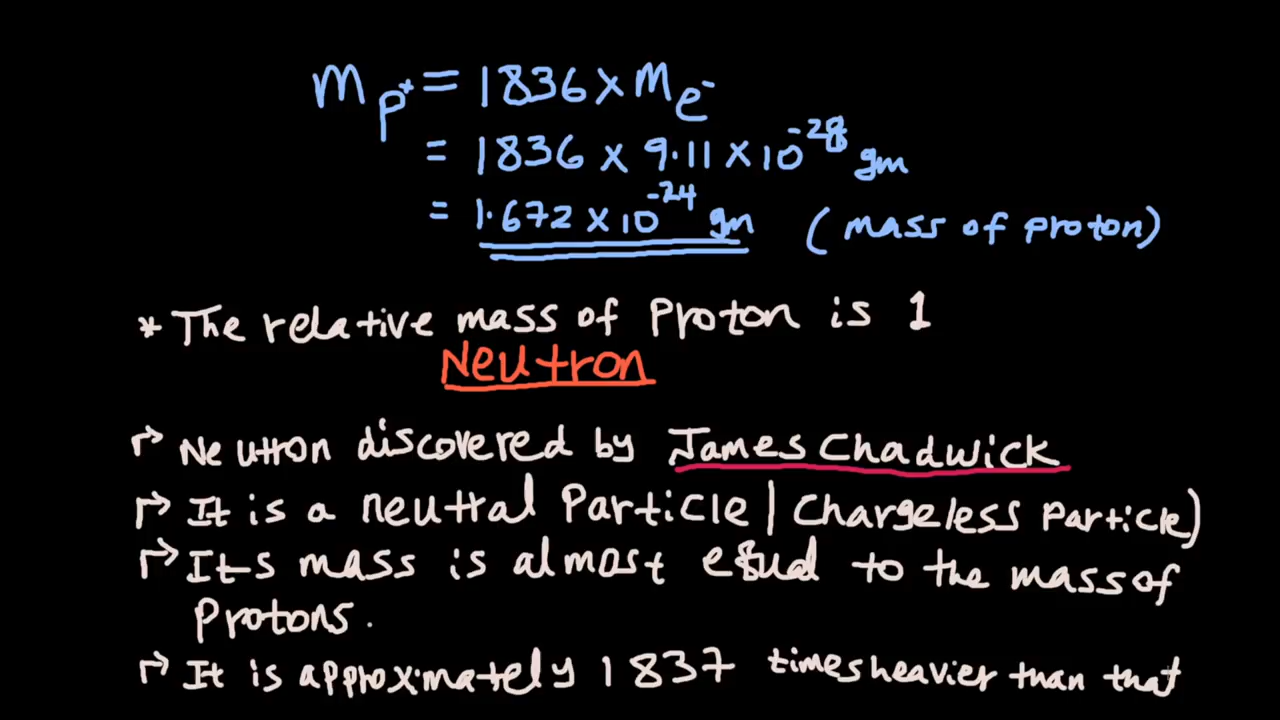 m p⁺ = 1836 × Me⁻
= 1836 × 9.11 × 10⁻²⁸ gm
= 1.672 × 10⁻²⁴ gm (mass of proton)
* The relative mass of Proton is 1
Neutron
↦ Neutron discovered by James Chadwick
↦ It is a neutral Particle | Chargeless Particle)
↦ Its mass is almost equal to the mass of
Protons.
↦ It is approximately 1837 times heavier than that